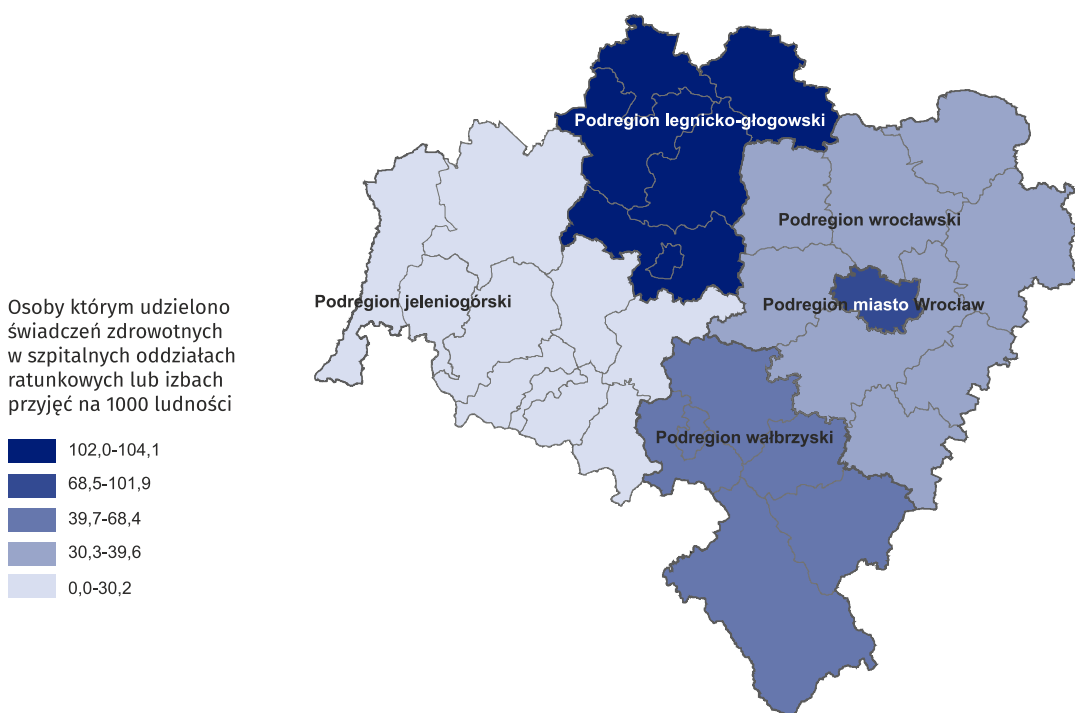 Podregion legnicko-głogowski
Podregion wrocławski
Podregion jeleniogórski
Podregion miasto Wrocław
Podregion wałbrzyski
Osoby którym udzielono
świadczeń zdrowotnych
w szpitalnych oddziałach
ratunkowych lub izbach
przyjęć na 1000 ludności
102,0-104,1
68,5-101,9
39,7-68,4
30,3-39,6
0,0-30,2